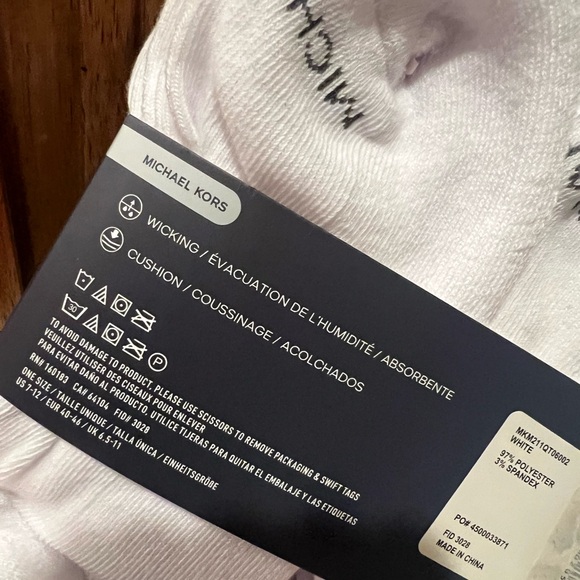 MICH
MICHAEL KORS
WICKING / ÉVACUATION DE L'HUMIDITÉ / ABSORBENTE
CUSHION / COUSSINAGE / ACOLCHADOS
30
P
TO AVOID DAMAGE TO PRODUCT, PLEASE USE SCISSORS TO REMOVE PACKAGING & SWIFT TAGS
VEUILLEZ UTILISER DES CISEAUX POUR ENLEVER
PARA EVITAR DAÑO AL PRODUCTO. UTILICE TIJERAS PARA QUITAR EL EMBALAJE Y LAS ETIQUETAS
RN# 160183 CA# 64104 FID# 3028
ONE SIZE / TAILLE UNIQUE / TALLA ÚNICA / EINHEITSGRÖßE
US 7-12 / EUR 40-46 / UK 6.5-11
MKM211QT06002
WHITE
97% POLYESTER
3% SPANDEX
PO# 4500033871
FID 3028
MADE IN CHINA